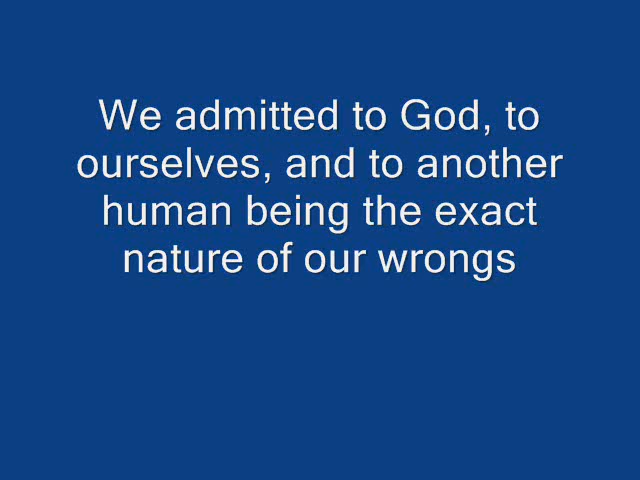 We admitted to God, to
ourselves, and to another
human being the exact
nature of our wrongs